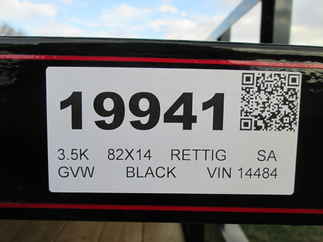 19941
3.5K 82X14 RETTIG SA
GVW BLACK VIN 14484